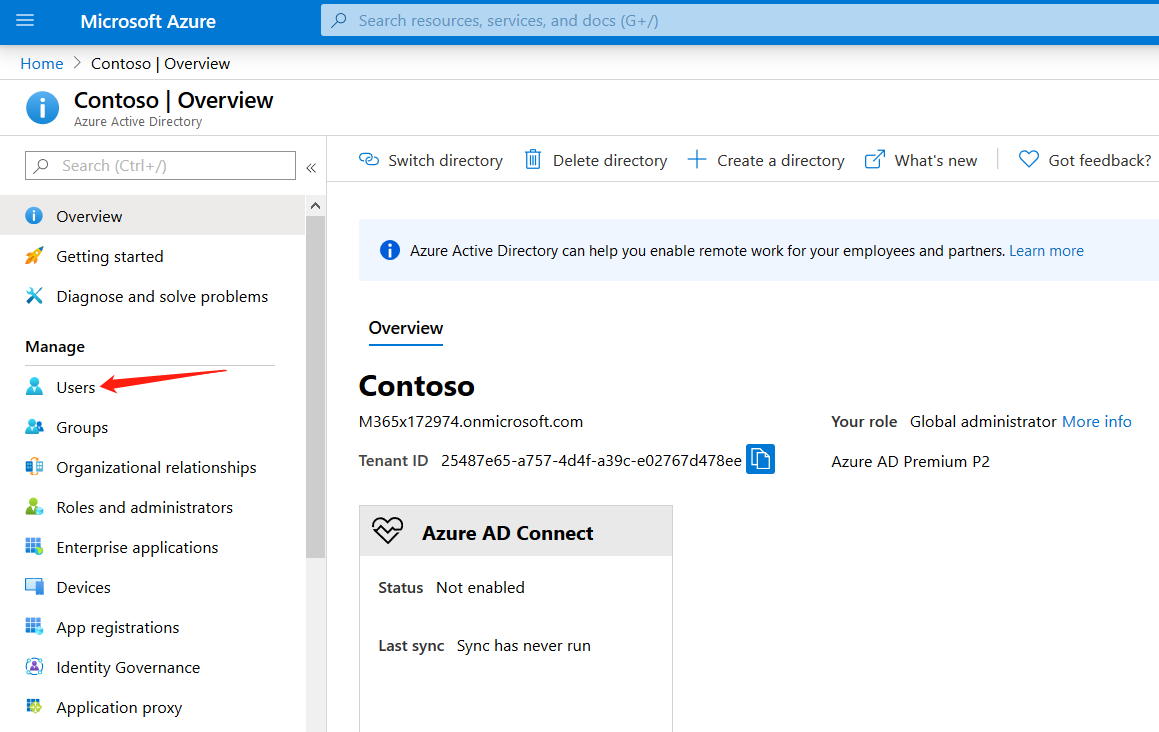 Microsoft Azure
Search resources, services, and docs (G+/)
Home > Contoso | Overview
Contoso | Overview
Azure Active Directory
Search (Ctrl+/)
«
Overview
Getting started
Diagnose and solve problems
Manage
Users
Groups
Organizational relationships
Roles and administrators
Enterprise applications
Devices
App registrations
Identity Governance
Application proxy
Switch directory
Delete directory
Create a directory
What's new
Got feedback?
Azure Active Directory can help you enable remote work for your employees and partners. Learn more
Overview
Contoso
M365x172974.onmicrosoft.com
Your role Global administrator More info
Tenant ID 25487e65-a757-4d4f-a39c-e02767d478ee
Azure AD Premium P2
Azure AD Connect
Status Not enabled
Last sync Sync has never run